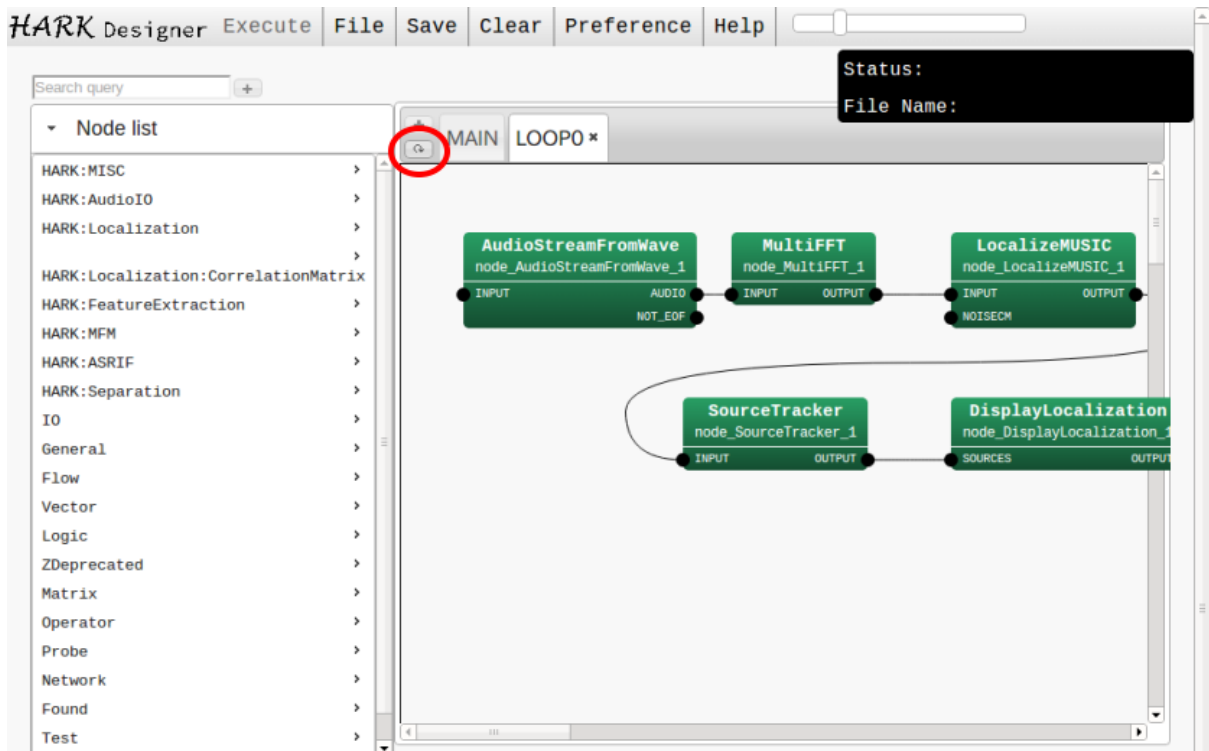 HARK Designer Execute File Save Clear Preference Help
Status:
File Name:
Search query +
Node list
MAIN LOOP0 ×
HARK:MISC
HARK:AudioIO
HARK:Localization
HARK:Localization:CorrelationMatrix
HARK:FeatureExtraction
HARK:MFM
HARK:ASRIF
HARK:Separation
IO
General
Flow
Vector
Logic
ZDeprecated
Matrix
Operator
Probe
Network
Found
Test
AudioStreamFromWave
node_AudioStreamFromWave_1
INPUT AUDIO
NOT_EOF
MultiFFT
node_MultiFFT_1
INPUT OUTPUT
LocalizeMUSIC
node_LocalizeMUSIC_1
INPUT OUTPUT
NOISECM
SourceTracker
node_SourceTracker_1
INPUT OUTPUT
DisplayLocalization
node_DisplayLocalization_1
SOURCES OUTPUT